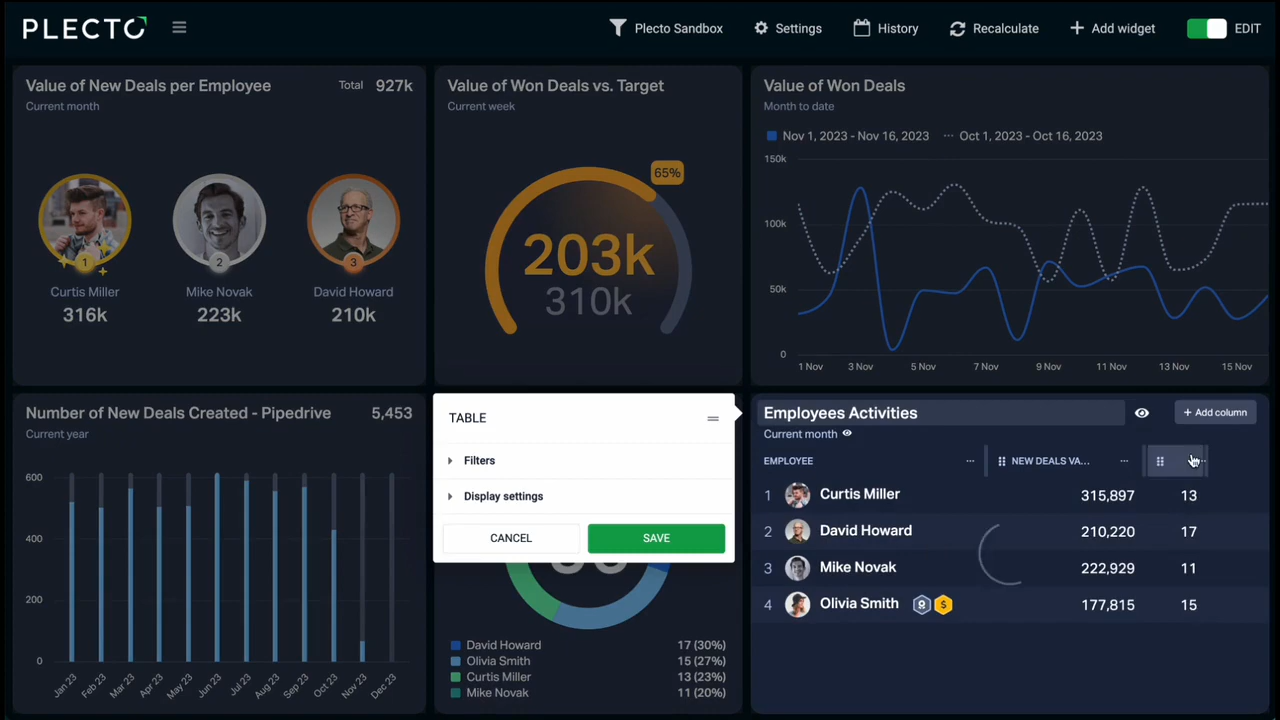 PLECTO
Plecto Sandbox
Settings
History
Recalculate
Add widget
EDIT
Value of New Deals per Employee
Total 927k
Current month
1
2
3
Curtis Miller
Mike Novak
David Howard
316k
223k
210k
Value of Won Deals vs. Target
Current week
65%
203k
310k
Value of Won Deals
Month to date
Nov 1, 2023 - Nov 16, 2023
Oct 1, 2023 - Oct 16, 2023
150k
100k
50k
0
1 Nov
3 Nov
5 Nov
7 Nov
9 Nov
11 Nov
13 Nov
15 Nov
Number of New Deals Created - Pipedrive
5,453
Current year
600
400
200
0
Jan 23
Feb 23
Mar 23
Apr 23
May 23
Jun 23
Jul 23
Aug 23
Sep 23
Oct 23
Nov 23
Dec 23
TABLE
Filters
Display settings
CANCEL
SAVE
David Howard 17 (30%)
Olivia Smith 15 (27%)
Curtis Miller 13 (23%)
Mike Novak 11 (20%)
Employees Activities
+ Add column
Current month
EMPLOYEE
NEW DEALS VA...
1 Curtis Miller 315,897 13
2 David Howard 210,220 17
3 Mike Novak 222,929 11
4 Olivia Smith $ 177,815 15